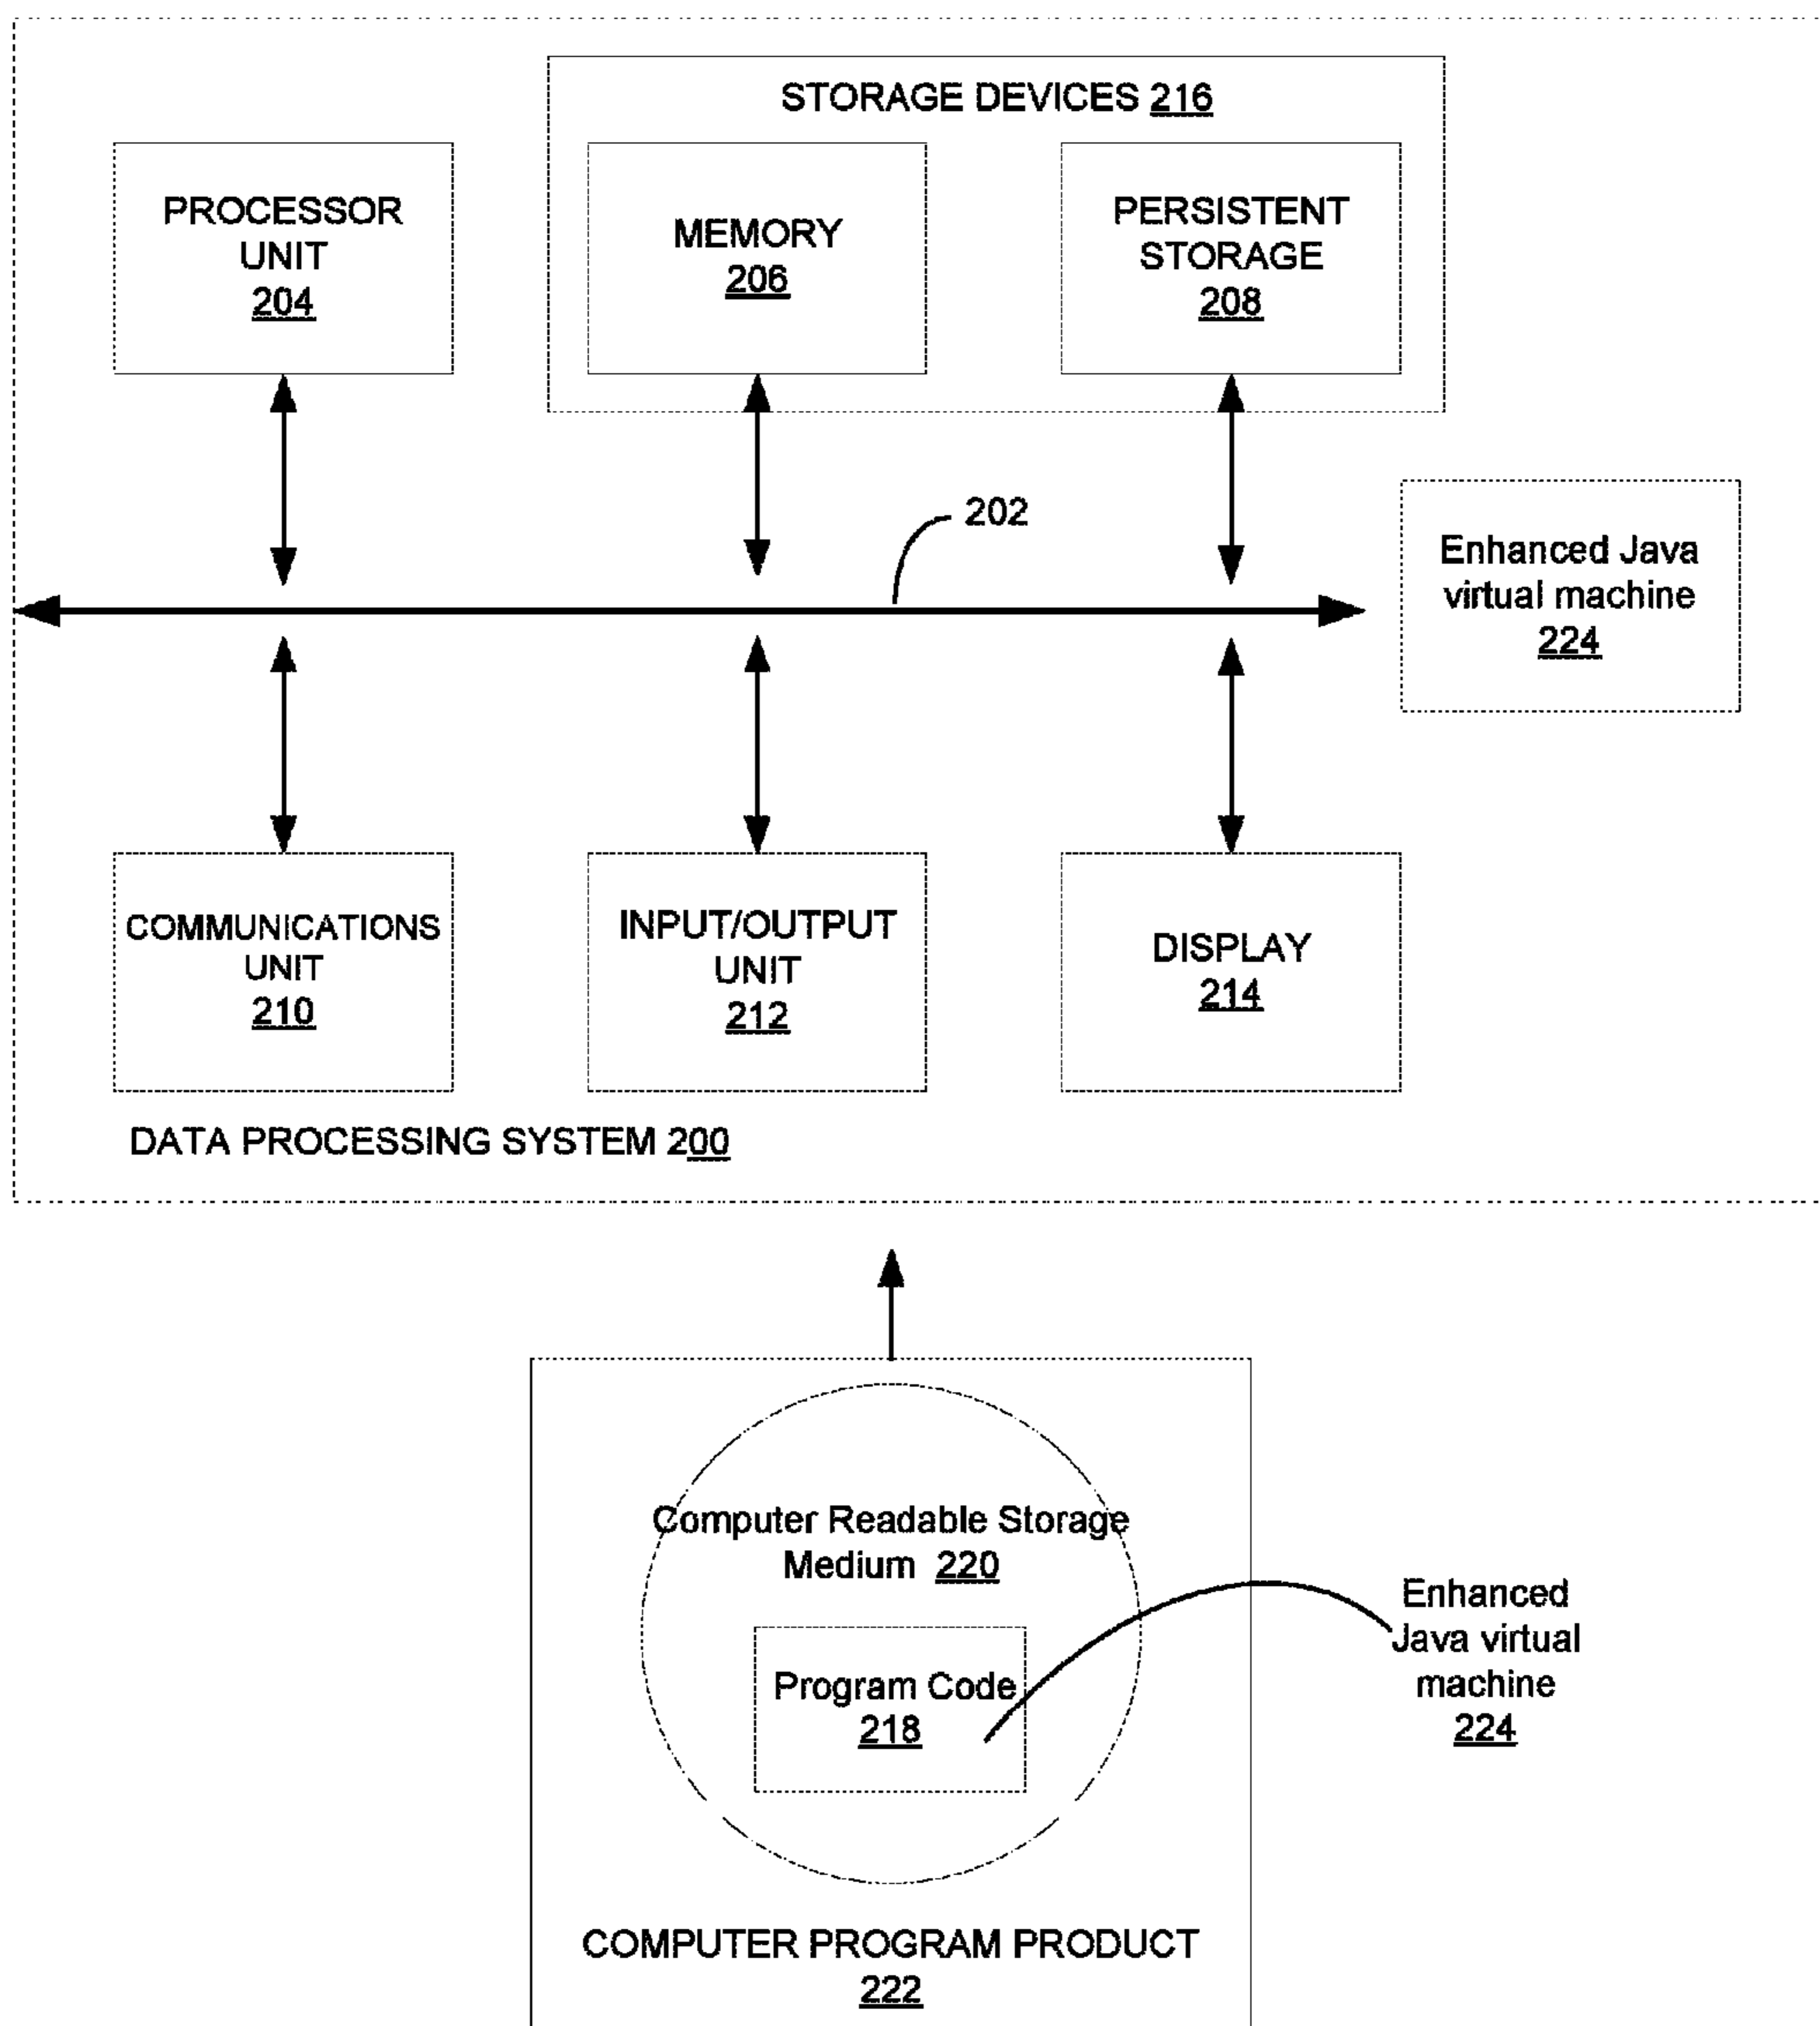 STORAGE DEVICES 216
PROCESSOR
UNIT
204
MEMORY
206
PERSISTENT
STORAGE
208
202
Enhanced Java
virtual machine
224
COMMUNICATIONS
UNIT
210
INPUT/OUTPUT
UNIT
212
DISPLAY
214
DATA PROCESSING SYSTEM 200
Computer Readable Storage
Medium 220
Program Code
218
Enhanced
Java virtual
machine
224
COMPUTER PROGRAM PRODUCT
222